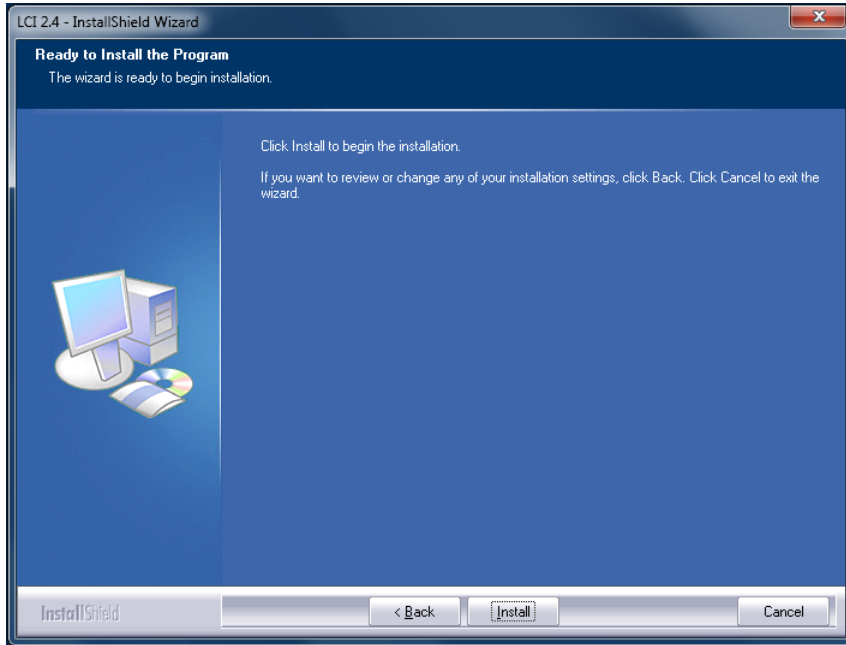 LCI 2.4 - InstallShield Wizard
Ready to Install the Program
The wizard is ready to begin installation.
Click Install to begin the installation.
If you want to review or change any of your installation settings, click Back. Click Cancel to exit the
wizard.
InstallShield
< Back
Install
Cancel